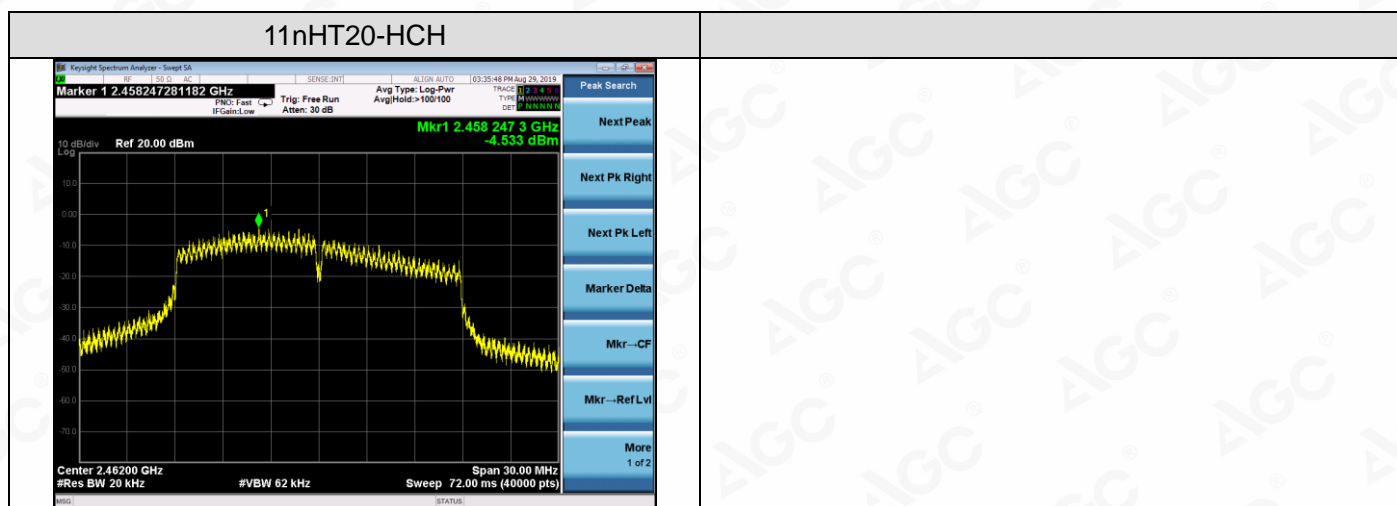 11nHT20-HCH
Keysight Spectrum Analyzer - Swept SA
RF 50 Ω AC SENSE:INT ALIGN AUTO 03:35:48 PM Aug 29, 2019
Marker 1 2.458247281182 GHz
PNO: Fast
IFGain:Low
Trig: Free Run
Atten: 30 dB
Avg Type: Log-Pwr
Avg|Hold:>100/100
TRACE 1 2 3 4 5 6
TYPE M WWWWW
DET P NNNNN
Peak Search
Mkr1 2.458 247 3 GHz
-4.533 dBm
10 dB/div Ref 20.00 dBm
Log
10.0
0.00
-10.0
-20.0
-30.0
-40.0
-50.0
-60.0
-70.0
1
Center 2.46200 GHz
Span 30.00 MHz
#Res BW 20 kHz
#VBW 62 kHz
Sweep 72.00 ms (40000 pts)
MSG
STATUS
Next Peak
Next Pk Right
Next Pk Left
Marker Delta
Mkr→CF
Mkr→Ref Lvl
More
1 of 2
AGC